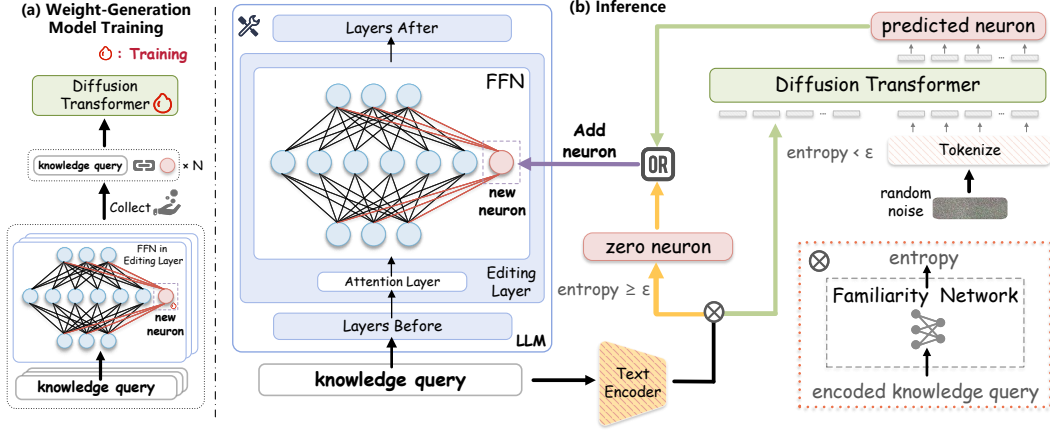 (a) Weight-Generation
Model Training
: Training
Diffusion
Transformer
knowledge query
× N
Collect
FFN in
Editing Layer
new
neuron
knowledge query
Layers After
FFN
new
neuron
Attention Layer
Editing
Layer
Layers Before
LLM
knowledge query
(b) Inference
predicted neuron
...
Diffusion Transformer
...
...
Add
neuron
OR
entropy < ε
Tokenize
random
noise
zero neuron
entropy ≥ ε
Text
Encoder
entropy
Familiarity Network
encoded knowledge query